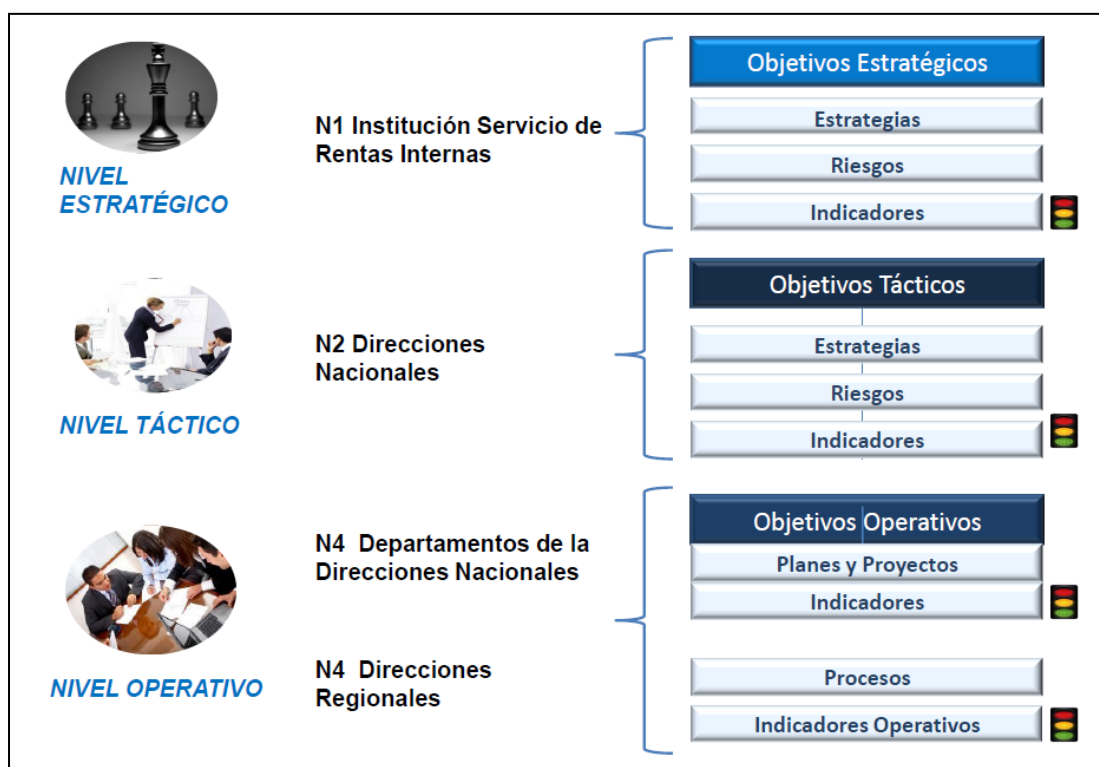 NIVEL
ESTRATÉGICO
N1 Institución Servicio de
Rentas Internas
Objetivos Estratégicos
Estrategias
Riesgos
Indicadores
NIVEL TÁCTICO
N2 Direcciones
Nacionales
Objetivos Tácticos
Estrategias
Riesgos
Indicadores
NIVEL OPERATIVO
N4 Departamentos de la
Direcciones Nacionales
Objetivos Operativos
Planes y Proyectos
Indicadores
N4 Direcciones
Regionales
Procesos
Indicadores Operativos